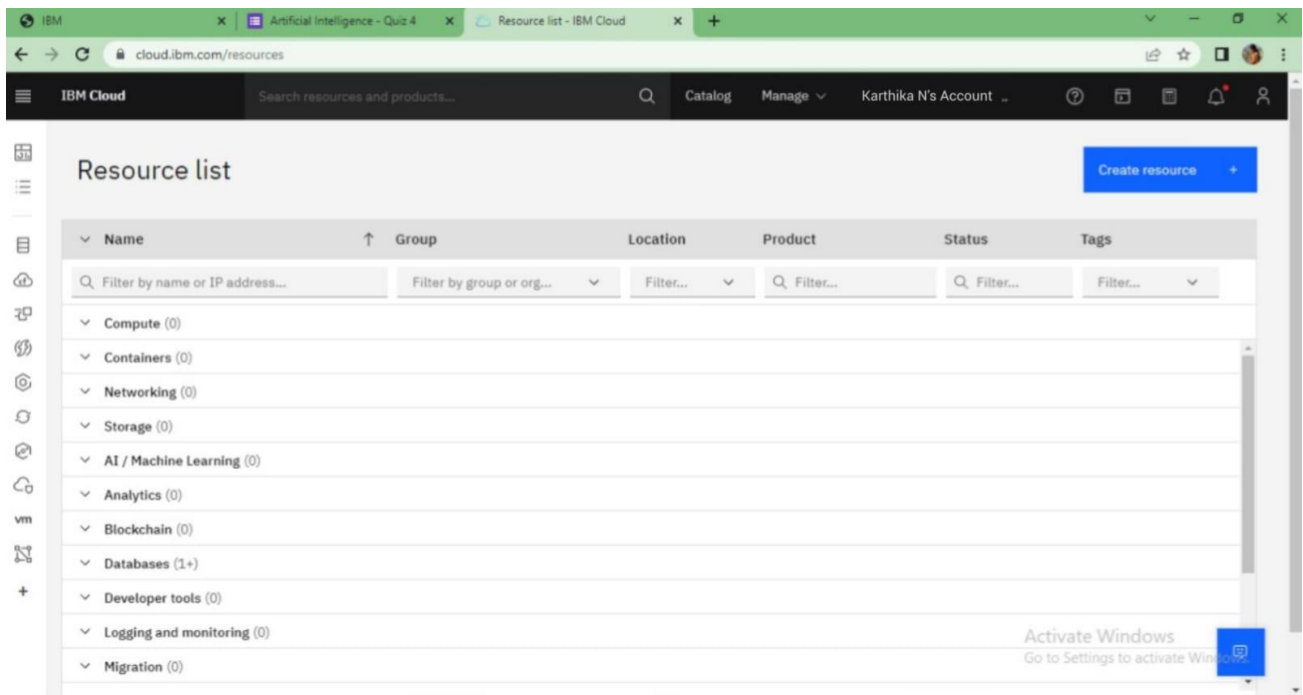 IBM
Artificial Intelligence - Quiz 4
Resource list - IBM Cloud
cloud.ibm.com/resources
IBM Cloud
Search resources and products...
Catalog
Manage
Karthika N's Account ..
Resource list
Create resource +
Name
Group
Location
Product
Status
Tags
Filter by name or IP address...
Filter by group or org...
Filter...
Filter...
Filter...
Filter...
Compute (0)
Containers (0)
Networking (0)
Storage (0)
AI / Machine Learning (0)
Analytics (0)
Blockchain (0)
vm
Databases (1+)
Developer tools (0)
Logging and monitoring (0)
Migration (0)
Activate Windows
Go to Settings to activate Windows.